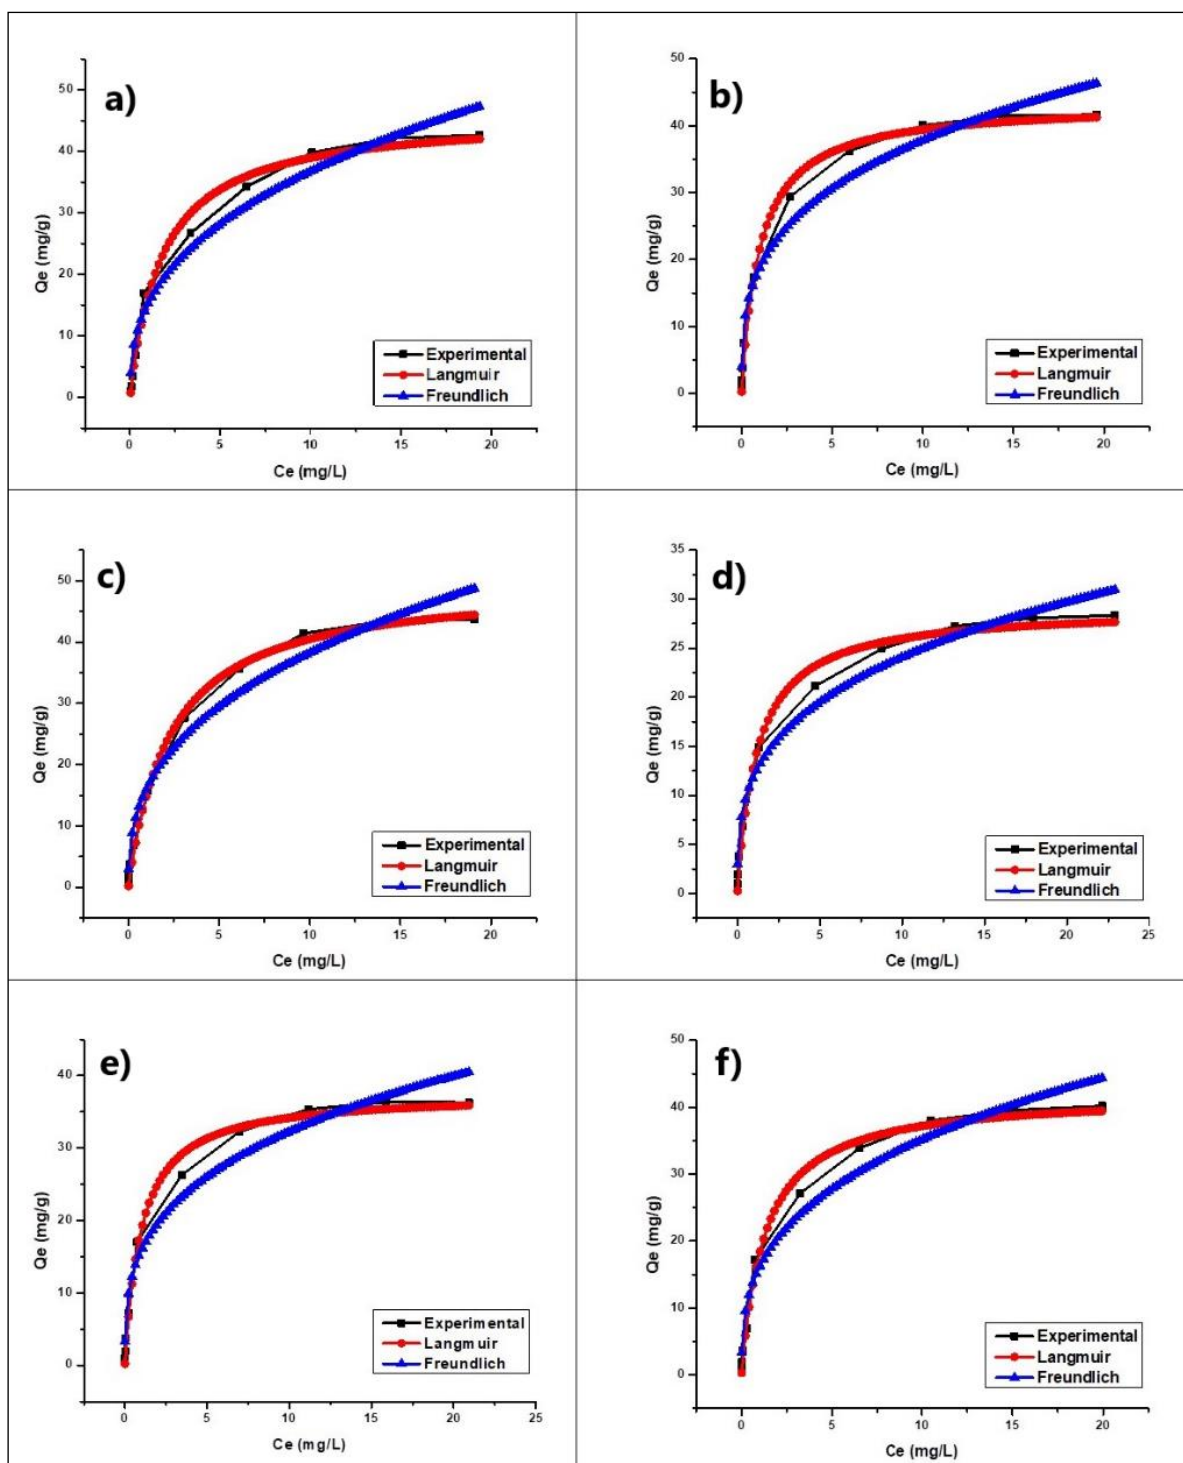 a)
Qe (mg/g)
50
40
30
20
10
0
Experimental
Langmuir
Freundlich
0 5 10 15 20
Ce (mg/L)
b)
Qe (mg/g)
50
40
30
20
10
0
Experimental
Langmuir
Freundlich
0 5 10 15 20
Ce (mg/L)
c)
Qe (mg/g)
50
40
30
20
10
0
Experimental
Langmuir
Freundlich
0 5 10 15 20
Ce (mg/L)
d)
Qe (mg/g)
35
30
25
20
15
10
5
0
Experimental
Langmuir
Freundlich
0 5 10 15 20 25
Ce (mg/L)
e)
Qe (mg/g)
40
30
20
10
0
Experimental
Langmuir
Freundlich
0 5 10 15 20 25
Ce (mg/L)
f)
Qe (mg/g)
50
40
30
20
10
0
Experimental
Langmuir
Freundlich
0 5 10 15 20
Ce (mg/L)